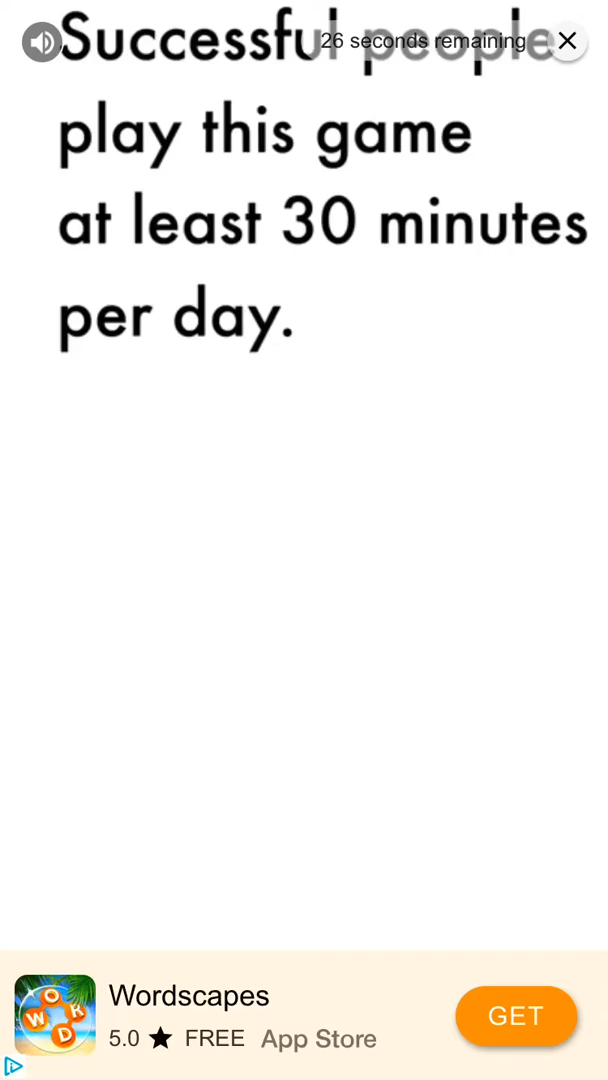 Successful people
26 seconds remaining
play this game
at least 30 minutes
per day.
W O R D
Wordscapes
5.0 ★ FREE App Store
GET